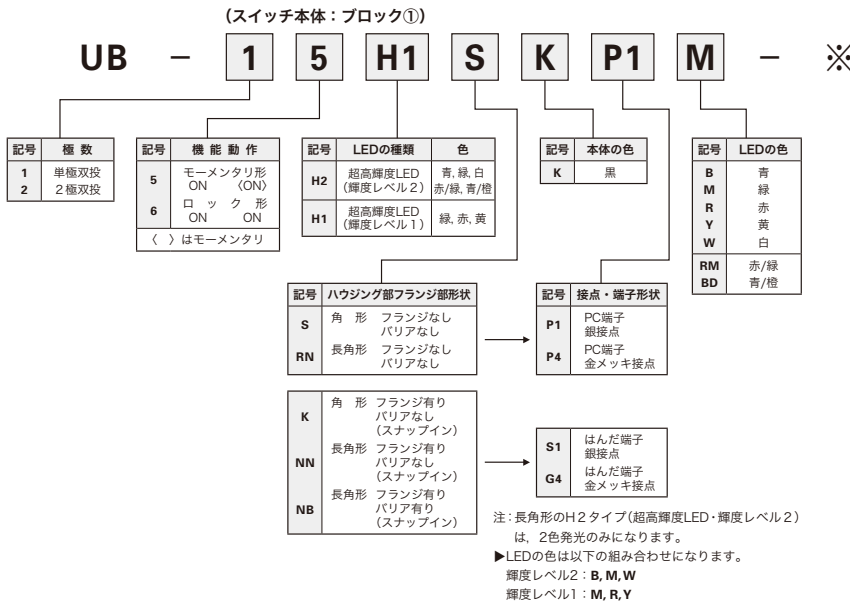 (スイッチ本体：ブロック①)
UB − 1 5 H1 S K P1 M − ※
記号 極 数
1 単極双投
2 2極双投
記号 機 能 動 作
5 モーメンタリ形
ON 〈ON〉
6 ロ ッ ク 形
ON ON
〈 〉はモーメンタリ
記号 LEDの種類 色
H2 超高輝度LED
(輝度レベル2) 青, 緑, 白
赤/緑, 青/橙
H1 超高輝度LED
(輝度レベル1) 緑, 赤, 黄
記号 本体の色
K 黒
記号 LEDの色
B 青
M 緑
R 赤
Y 黄
W 白
RM 赤/緑
BD 青/橙
記号 ハウジング部フランジ部形状
S 角 形 フランジなし
バリアなし
RN 長角形 フランジなし
バリアなし
記号 接点・端子形状
P1 PC端子
銀接点
P4 PC端子
金メッキ接点
K 角 形 フランジ有り
バリアなし
(スナップイン)
NN 長角形 フランジ有り
バリアなし
(スナップイン)
NB 長角形 フランジ有り
バリア有り
(スナップイン)
S1 はんだ端子
銀接点
G4 はんだ端子
金メッキ接点
注：長角形のH2タイプ(超高輝度LED・輝度レベル2)
は，2色発光のみになります。
▶LEDの色は以下の組み合わせになります。
輝度レベル2：B, M, W
輝度レベル1：M, R, Y